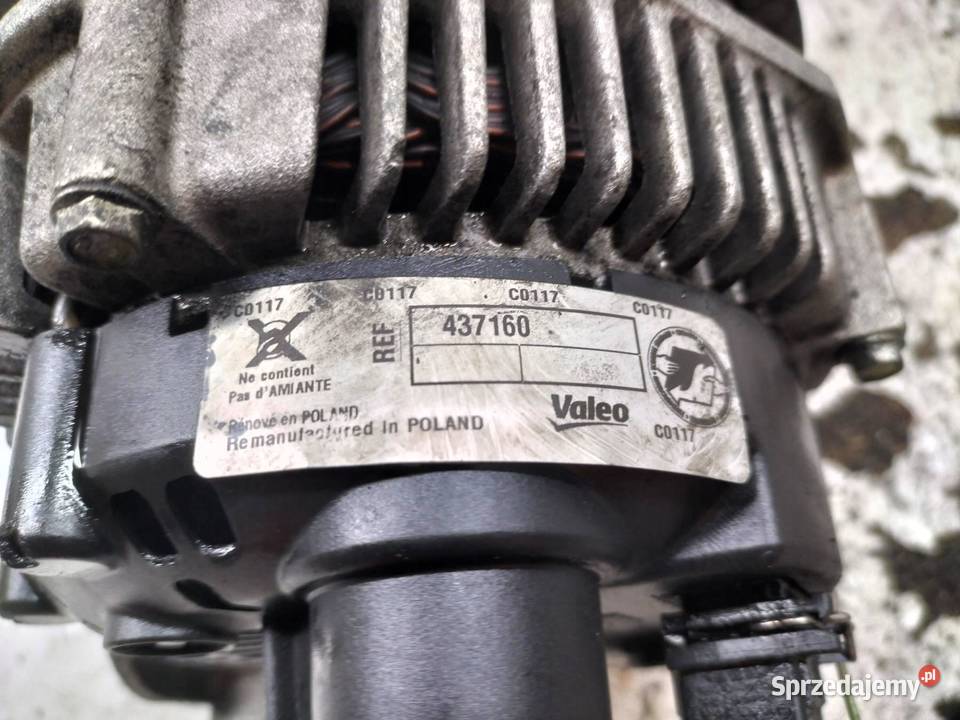 C0117 C0117 C0117 C0117
REF 437160
Ne contient
Pas d'AMIANTE
Rénové en POLAND
Remanufactured in POLAND
Valeo
C0117
Sprzedajemy.pl